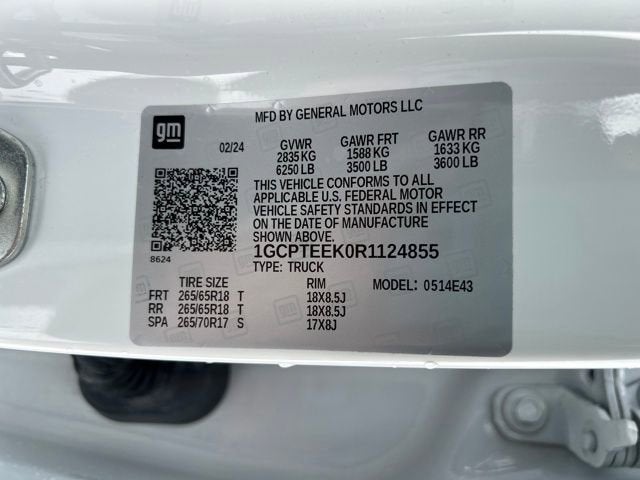 MFD BY GENERAL MOTORS LLC
gm
02/24
GVWR GAWR FRT GAWR RR
2835 KG 1588 KG 1633 KG
6250 LB 3500 LB 3600 LB
THIS VEHICLE CONFORMS TO ALL
APPLICABLE U.S. FEDERAL MOTOR
VEHICLE SAFETY STANDARDS IN EFFECT
ON THE DATE OF MANUFACTURE
SHOWN ABOVE.
8624
1GCPTEEK0R1124855
TYPE: TRUCK MODEL: 0514E43
TIRE SIZE RIM
FRT 265/65R18 T 18X8.5J
RR 265/65R18 T 18X8.5J
SPA 265/70R17 S 17X8J